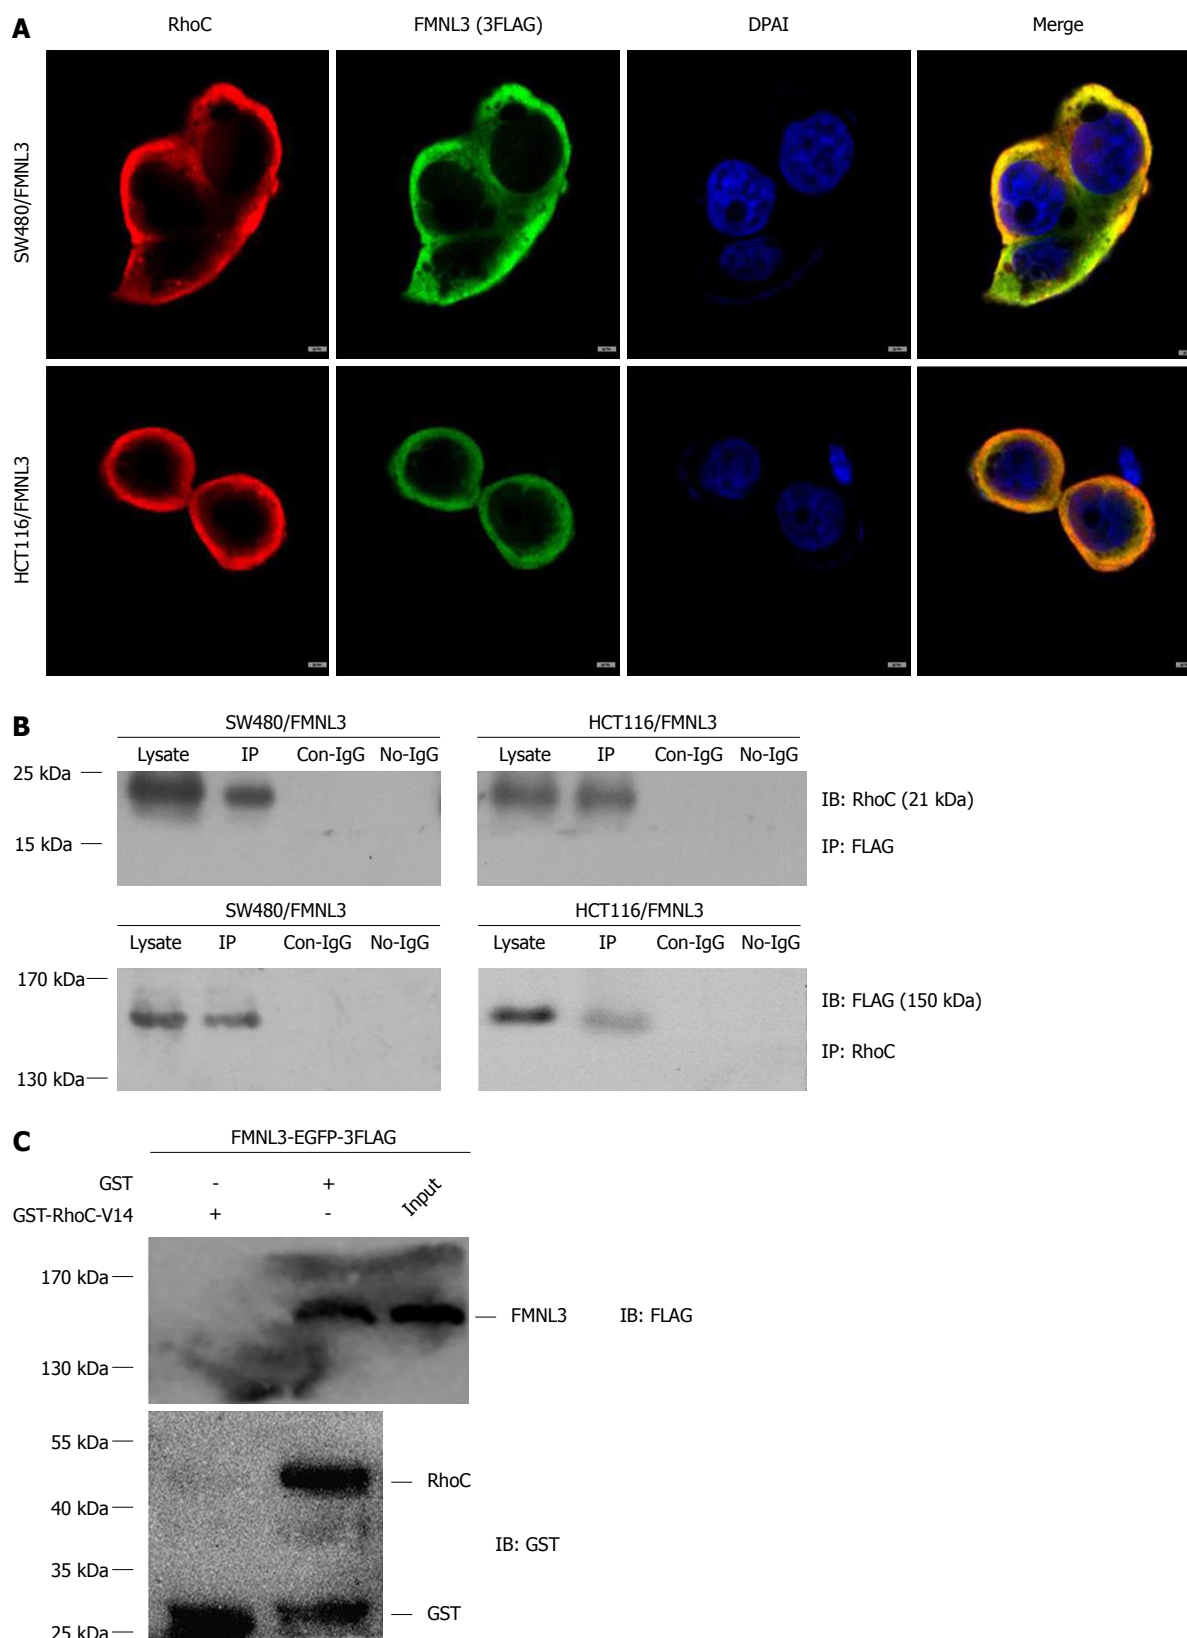 A
RhoC
FMNL3 (3FLAG)
DPAI
Merge
SW480/FMNL3
HCT116/FMNL3
B
SW480/FMNL3
HCT116/FMNL3
Lysate IP Con-IgG No-IgG
Lysate IP Con-IgG No-IgG
25 kDa
15 kDa
IB: RhoC (21 kDa)
IP: FLAG
SW480/FMNL3
HCT116/FMNL3
Lysate IP Con-IgG No-IgG
Lysate IP Con-IgG No-IgG
170 kDa
130 kDa
IB: FLAG (150 kDa)
IP: RhoC
C
FMNL3-EGFP-3FLAG
GST - + Input
GST-RhoC-V14 + -
170 kDa
130 kDa
FMNL3
IB: FLAG
55 kDa
40 kDa
35 kDa
25 kDa
RhoC
IB: GST
GST